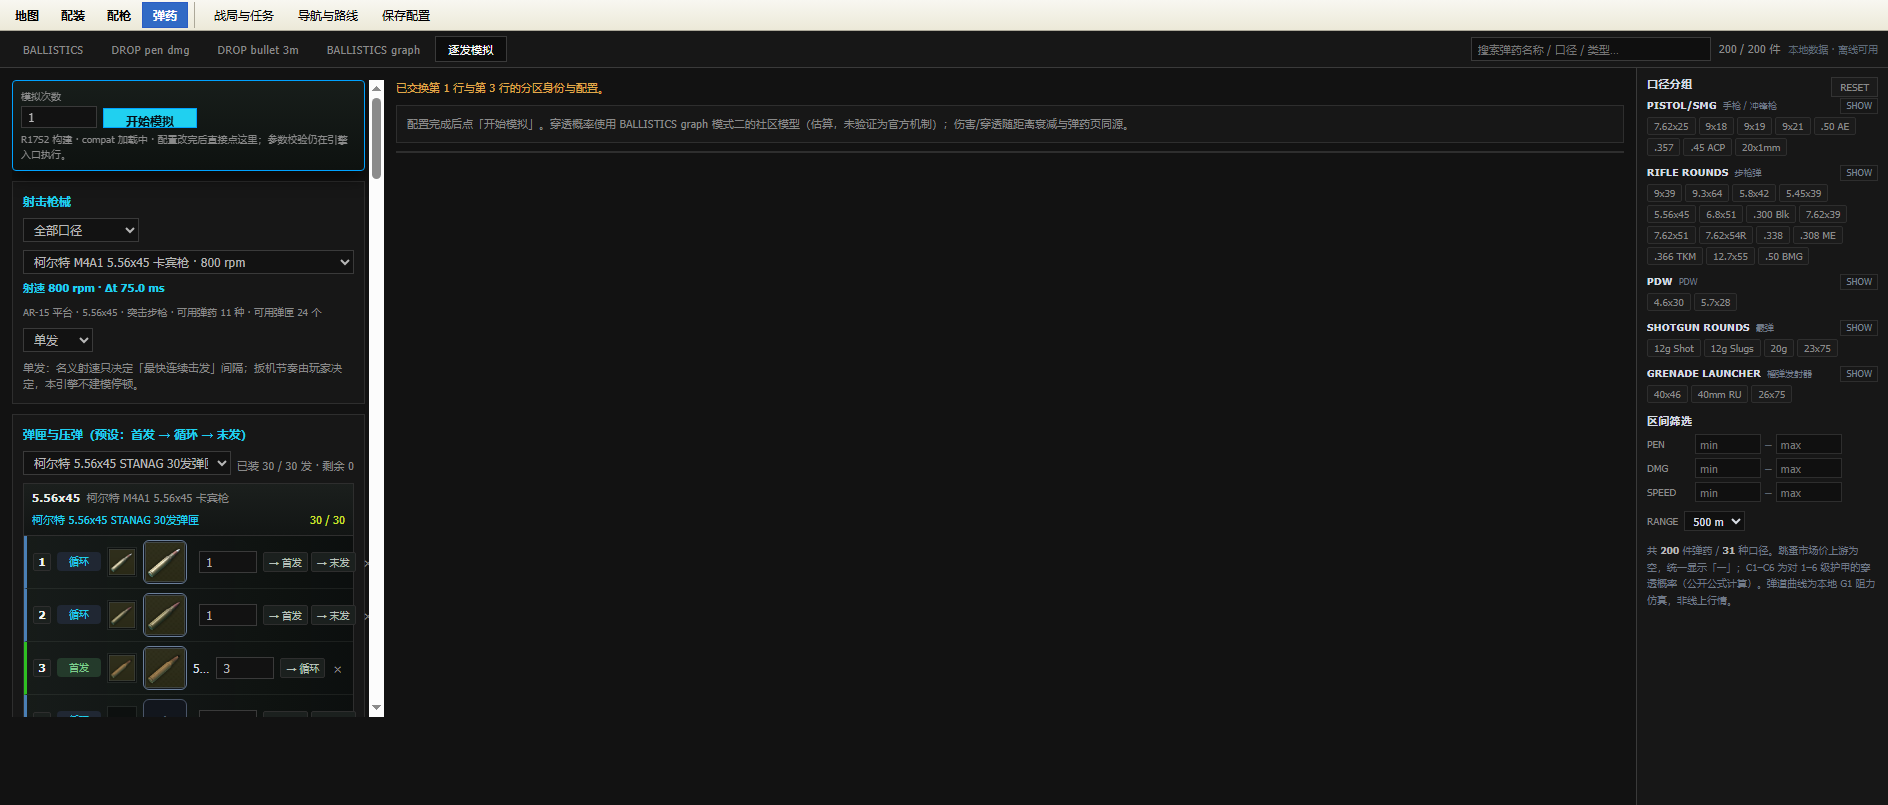 地图 配装 配枪 弹药 战局与任务 导航与路线 保存配置
BALLISTICS DROP pen dmg DROP bullet 3m BALLISTICS graph 逐发模拟 搜索弹药名称 / 口径 / 类型... 200 / 200 件 本地数据 · 离线可用
模拟次数
1 开始模拟
R1752 构建 · compat 加载中 · 配置改完后直接点这里；参数校验仍在引擎
入口执行。
射击枪械
全部口径
柯尔特 M4A1 5.56x45 卡宾枪 · 800 rpm
射速 800 rpm · Δt 75.0 ms
AR-15 平台 · 5.56x45 · 突击步枪 · 可用弹药 11 种 · 可用弹匣 24 个
单发
单发：名义射速只决定「最快连续击发」间隔；扳机节奏由玩家决
定，本引擎不建模停顿。
弹匣与压弹（预设：首发 → 循环 → 末发）
柯尔特 5.56x45 STANAG 30发弹匣 已装 30 / 30 发 · 剩余 0
5.56x45 柯尔特 M4A1 5.56x45 卡宾枪
柯尔特 5.56x45 STANAG 30发弹匣 30 / 30
1 循环 1 → 首发 → 末发 ×
2 循环 1 → 首发 → 末发 ×
3 首发 5... 3 → 循环 ×
已交换第 1 行与第 3 行的分区身份与配置。
配置完成后点「开始模拟」。穿透概率使用 BALLISTICS graph 模式二的社区模型（估算，未验证为官方机制）；伤害/穿透随距离衰减与弹药页同源。
口径分组 RESET
PISTOL/SMG 手枪 / 冲锋枪 SHOW
7.62x25 9x18 9x19 9x21 .50 AE
.357 .45 ACP 20x1mm
RIFLE ROUNDS 步枪弹 SHOW
9x39 9.3x64 5.8x42 5.45x39
5.56x45 6.8x51 .300 Blk 7.62x39
7.62x51 7.62x54R .338 .308 ME
.366 TKM 12.7x55 .50 BMG
PDW PDW SHOW
4.6x30 5.7x28
SHOTGUN ROUNDS 霰弹 SHOW
12g Shot 12g Slugs 20g 23x75
GRENADE LAUNCHER 榴弹发射器 SHOW
40x46 40mm RU 26x75
区间筛选
PEN min — max
DMG min — max
SPEED min — max
RANGE 500 m
共 200 件弹药 / 31 种口径。跳蚤市场价上游为
空，统一显示「—」；C1–C6 为对 1–6 级护甲的穿
透概率（公开公式计算）。弹道曲线为本地 G1 阻力
仿真，非线上行情。